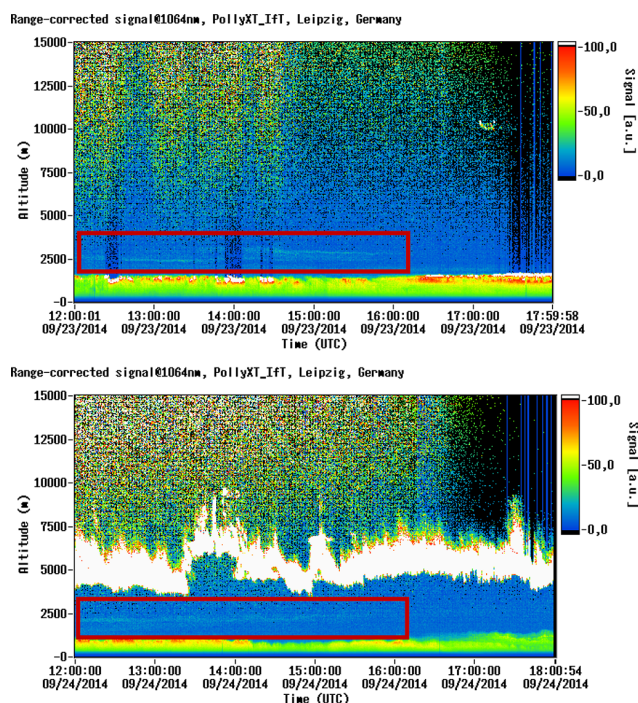 Range-corrected signal@1064nm, PollyXT_IfT, Leipzig, Germany
15000
12500
10000
7500
5000
2500
0
Altitude (m)
100,0
50,0
0,0
Signal [a.u.]
12:00:01 13:00:00 14:00:00 15:00:00 16:00:00 17:00:00 17:59:58
09/23/2014 09/23/2014 09/23/2014 09/23/2014 09/23/2014 09/23/2014 09/23/2014
Time (UTC)
Range-corrected signal@1064nm, PollyXT_IfT, Leipzig, Germany
15000
12500
10000
7500
5000
2500
0
Altitude (m)
100,0
50,0
0,0
Signal [a.u.]
12:00:00 13:00:00 14:00:00 15:00:00 16:00:00 17:00:00 18:00:54
09/24/2014 09/24/2014 09/24/2014 09/24/2014 09/24/2014 09/24/2014 09/24/2014
Time (UTC)